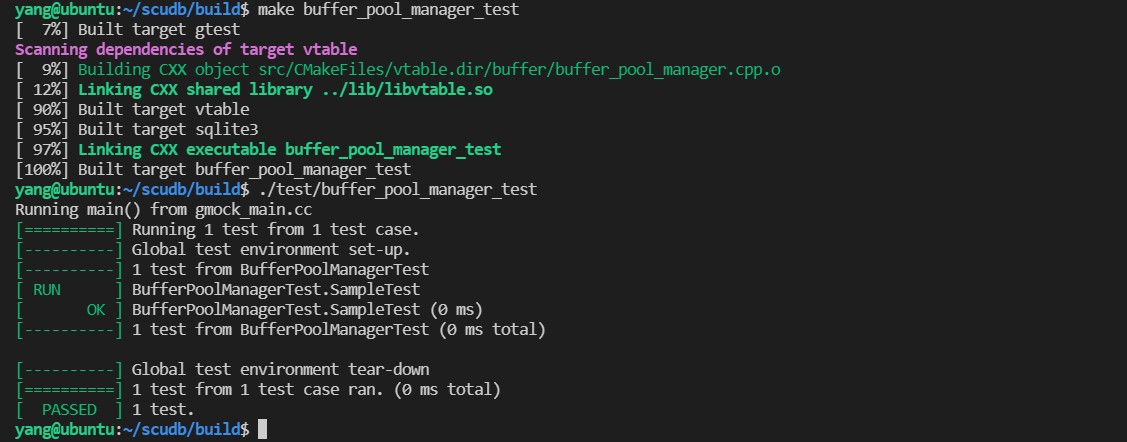 yang@ubuntu:~/scudb/build$ make buffer_pool_manager_test
[  7%] Built target gtest
Scanning dependencies of target vtable
[  9%] Building CXX object src/CMakeFiles/vtable.dir/buffer/buffer_pool_manager.cpp.o
[ 12%] Linking CXX shared library ../lib/libvtable.so
[ 90%] Built target vtable
[ 95%] Built target sqlite3
[ 97%] Linking CXX executable buffer_pool_manager_test
[100%] Built target buffer_pool_manager_test
yang@ubuntu:~/scudb/build$ ./test/buffer_pool_manager_test
Running main() from gmock_main.cc
[==========] Running 1 test from 1 test case.
[----------] Global test environment set-up.
[----------] 1 test from BufferPoolManagerTest
[ RUN      ] BufferPoolManagerTest.SampleTest
[       OK ] BufferPoolManagerTest.SampleTest (0 ms)
[----------] 1 test from BufferPoolManagerTest (0 ms total)

[----------] Global test environment tear-down
[==========] 1 test from 1 test case ran. (0 ms total)
[  PASSED  ] 1 test.
yang@ubuntu:~/scudb/build$